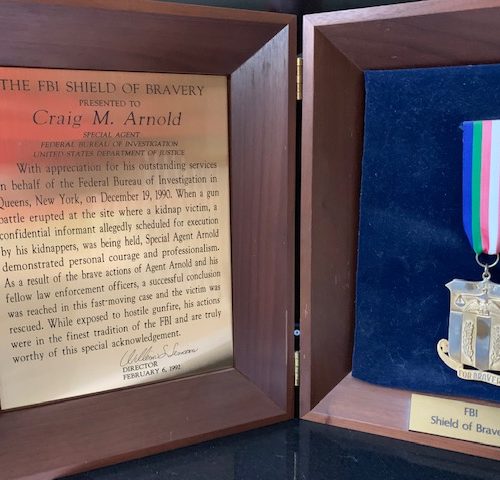 THE FBI SHIELD OF BRAVERY
PRESENTED TO
Craig M. Arnold
SPECIAL AGENT
FEDERAL BUREAU OF INVESTIGATION
UNITED STATES DEPARTMENT OF JUSTICE
With appreciation for his outstanding services
n behalf of the Federal Bureau of Investigation in
Queens, New York, on December 19, 1990. When a gun
battle erupted at the site where a kidnap victim, a
confidential informant allegedly scheduled for execution
by his kidnappers, was being held, Special Agent Arnold
demonstrated personal courage and professionalism.
As a result of the brave actions of Agent Arnold and his
fellow law enforcement officers, a successful conclusion
was reached in this fast-moving case and the victim was
rescued. While exposed to hostile gunfire, his actions
were in the finest tradition of the FBI and are truly
worthy of this special acknowledgement.
William S. Sessions
DIRECTOR
FEBRUARY 6, 1992
FOR BRAVE
FBI
Shield of Brave